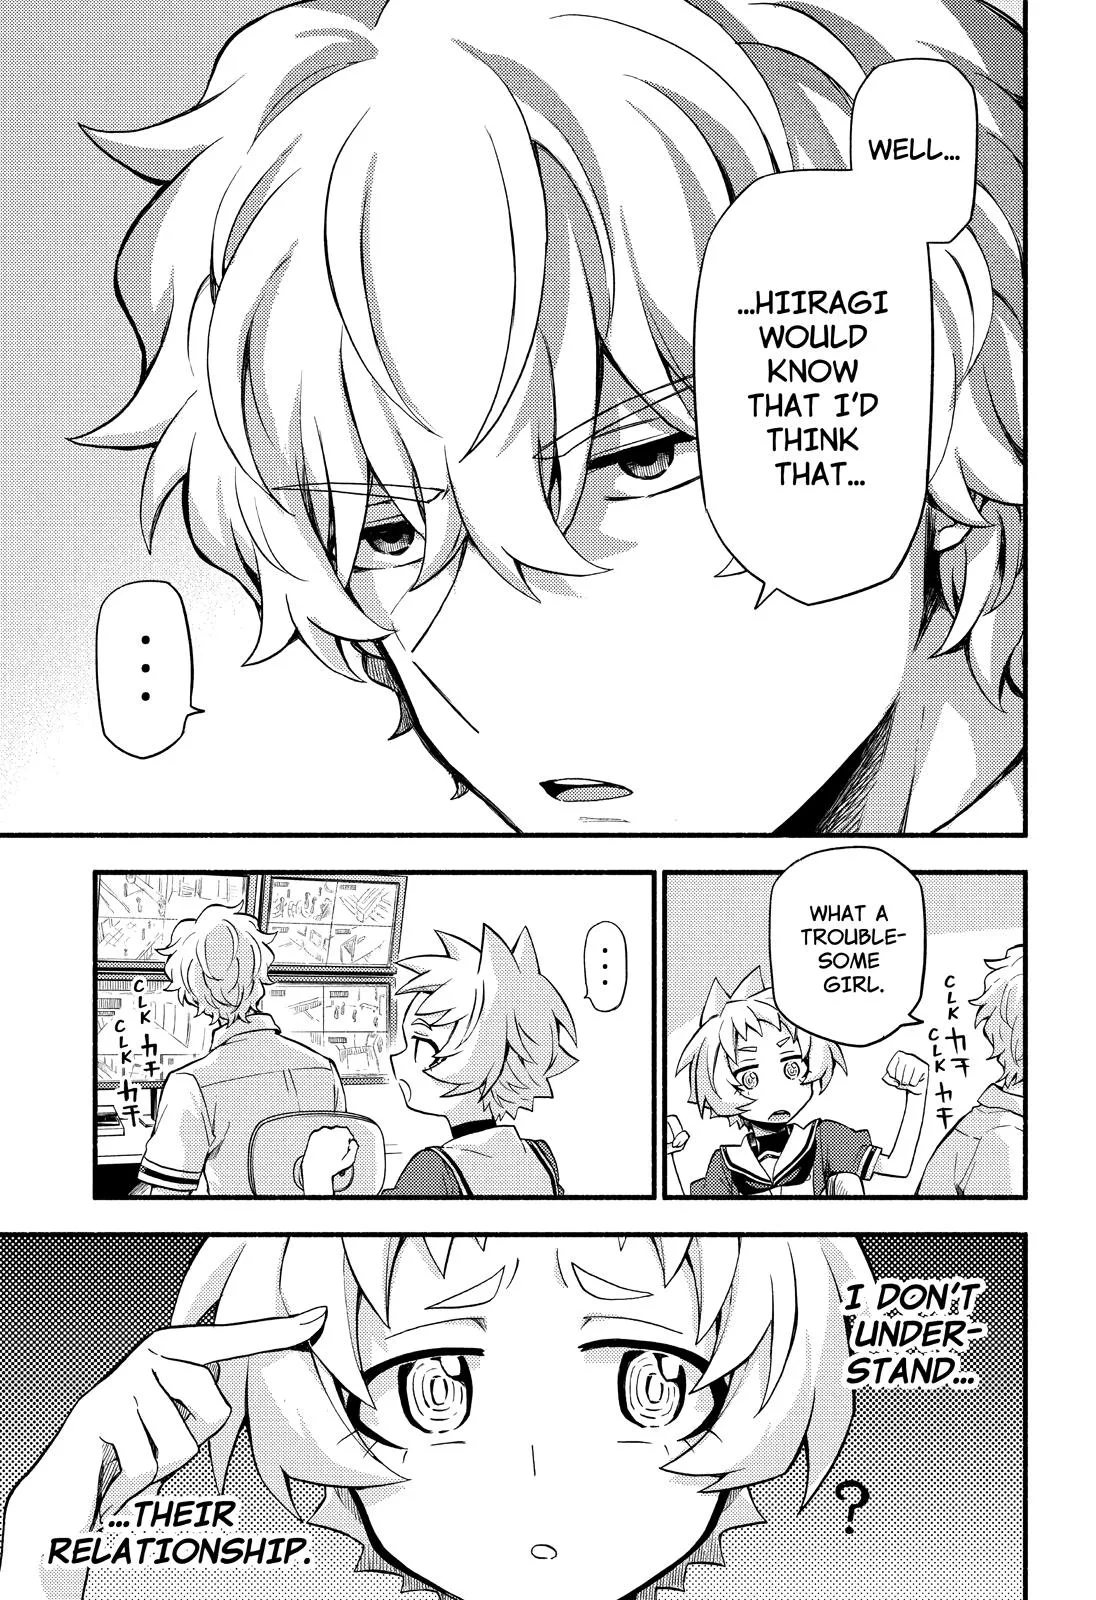 WELL...
...HIIRAGI
WOULD
KNOW
THAT I'D
THINK
THAT...
...
WHAT A
TROUBLE-
SOME
GIRL.
CLK カチ
CLK カチ
...
CLK カチ
CLK カチ
I DON'T
UNDER-
STAND...
?
...THEIR
RELATIONSHIP.